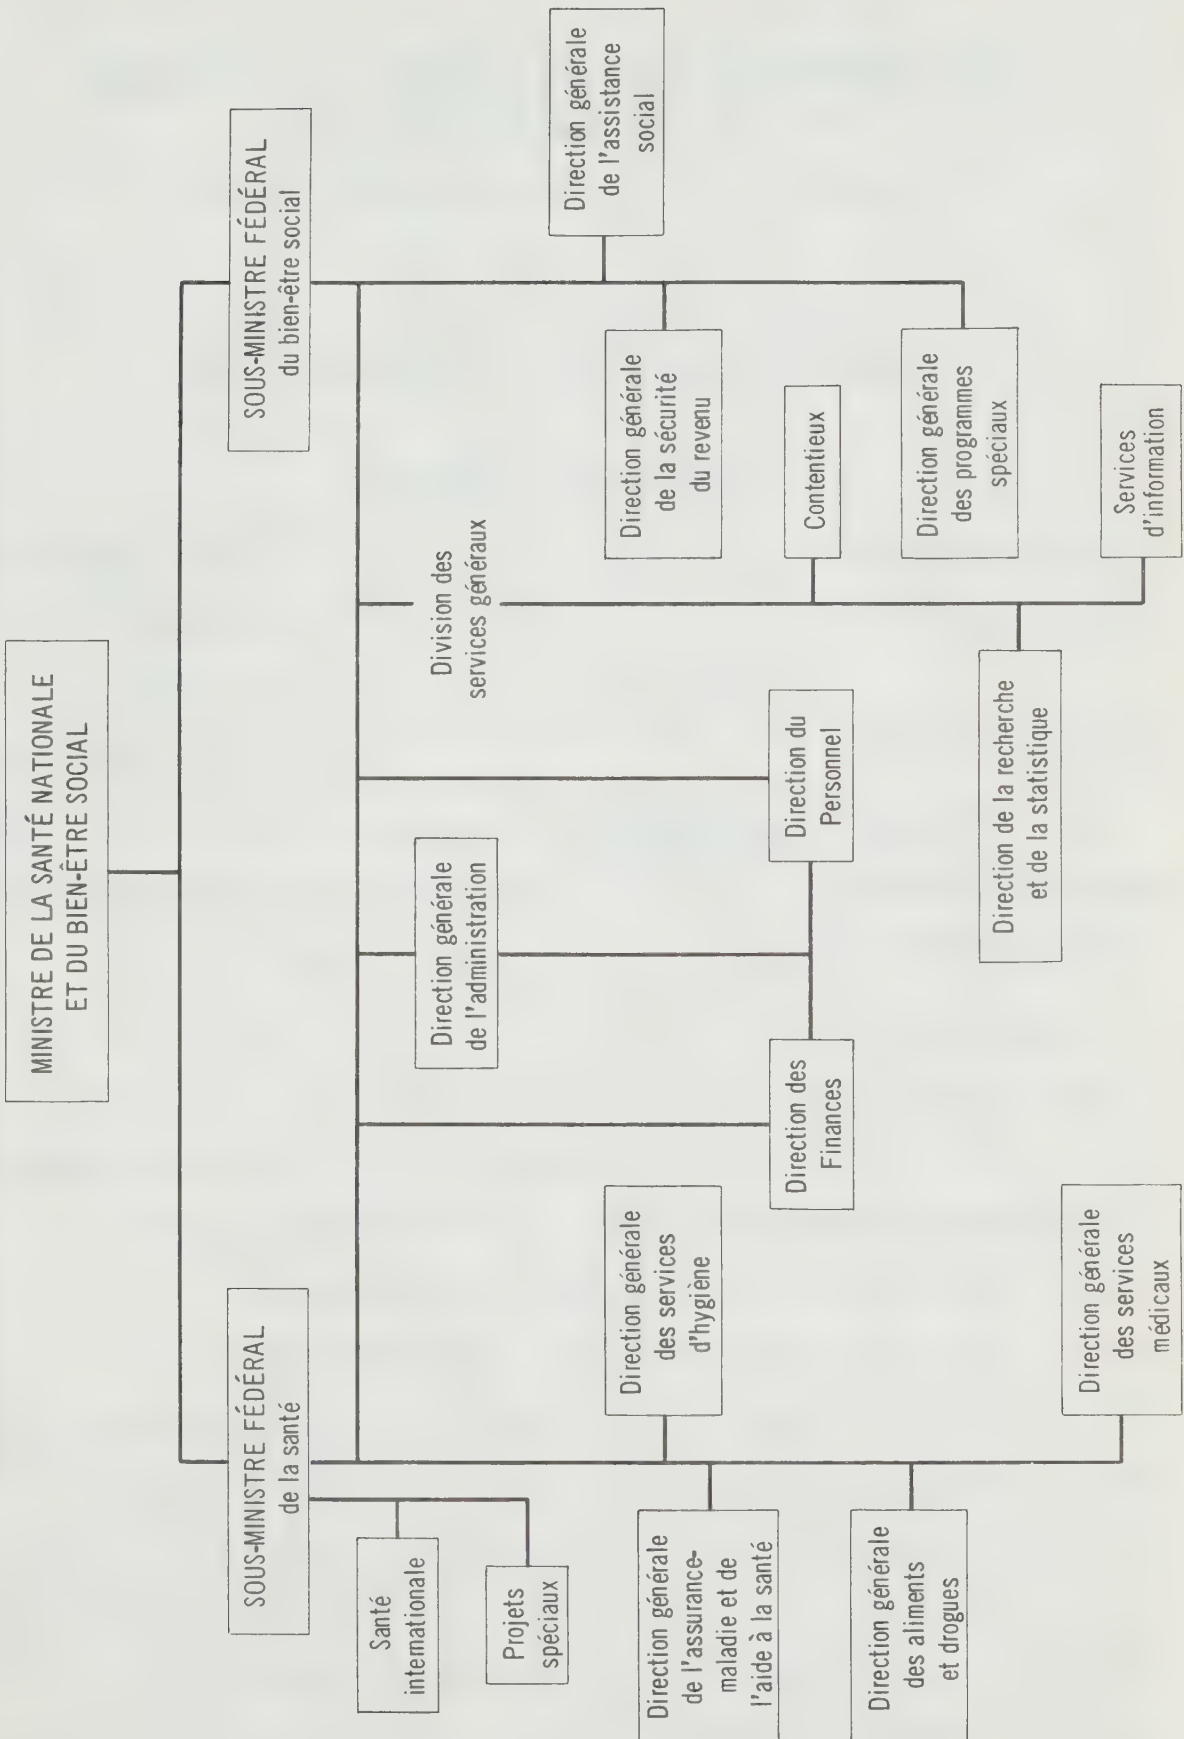 MINISTRE DE LA SANTÉ NATIONALE
ET DU BIEN-ÊTRE SOCIAL
SOUS-MINISTRE FÉDÉRAL
de la santé
SOUS-MINISTRE FÉDÉRAL
du bien-être social
Santé
internationale
Projets
spéciaux
Direction générale
de l'administration
Division des
services généraux
Direction générale
de l'assistance
social
Direction générale
des services
d'hygiène
Direction générale
de la sécurité
du revenu
Direction générale
de l'assurance-
maladie et de
l'aide à la santé
Direction des
Finances
Direction du
Personnel
Contentieux
Direction générale
des aliments
et drogues
Direction générale
des programmes
spéciaux
Direction de la recherche
et de la statistique
Direction générale
des services
médicaux
Services
d'information